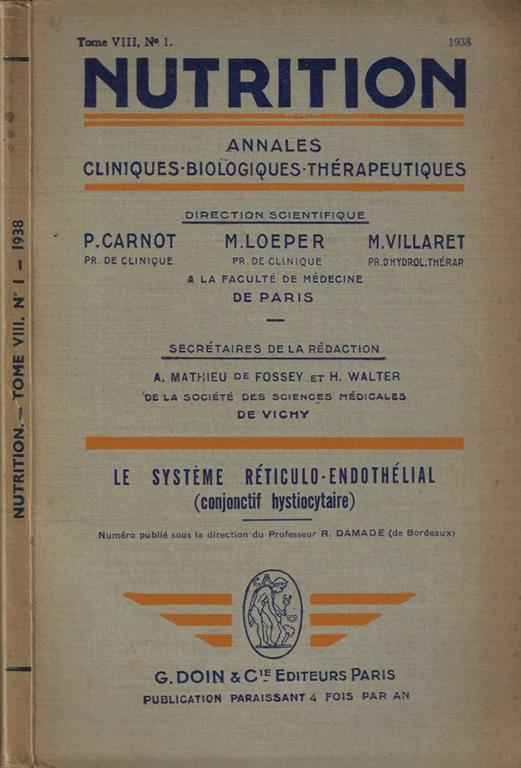 Tome VIII, Nº 1. 1938
NUTRITION
ANNALES
CLINIQUES-BIOLOGIQUES-THÉRAPEUTIQUES
DIRECTION SCIENTIFIQUE
P. CARNOT M. LOEPER M. VILLARET
PR. DE CLINIQUE PR. DE CLINIQUE PR. D'HYDROL. THÉRAP.
A LA FACULTÉ DE MÉDECINE
DE PARIS
SECRÉTAIRES DE LA RÉDACTION
A. MATHIEU DE FOSSEY ET H. WALTER
DE LA SOCIÉTÉ DES SCIENCES MÉDICALES
DE VICHY
LE SYSTÈME RÉTICULO-ENDOTHÉLIAL
(conjonctif hystiocytaire)
Numéro publié sous la direction du Professeur R. DAMADE (de Bordeaux)
G. DOIN & CIE EDITEURS PARIS
PUBLICATION PARAISSANT 4 FOIS PAR AN
NUTRITION. — TOME VIII. Nº I — 1938